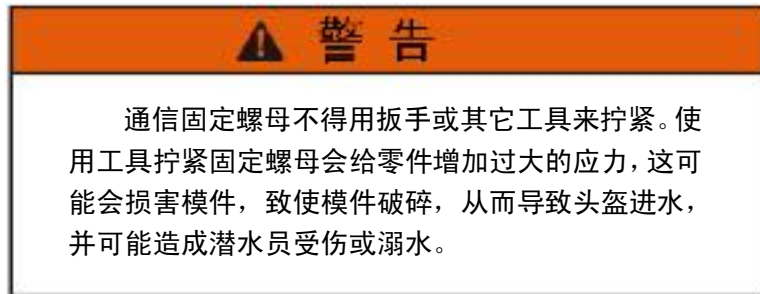 警告
通信固定螺母不得用扳手或其它工具来拧紧。使
用工具拧紧固定螺母会给零件增加过大的应力,这可
能会损害模件，致使模件破碎，从而导致头盔进水，
并可能造成潜水员受伤或溺水。